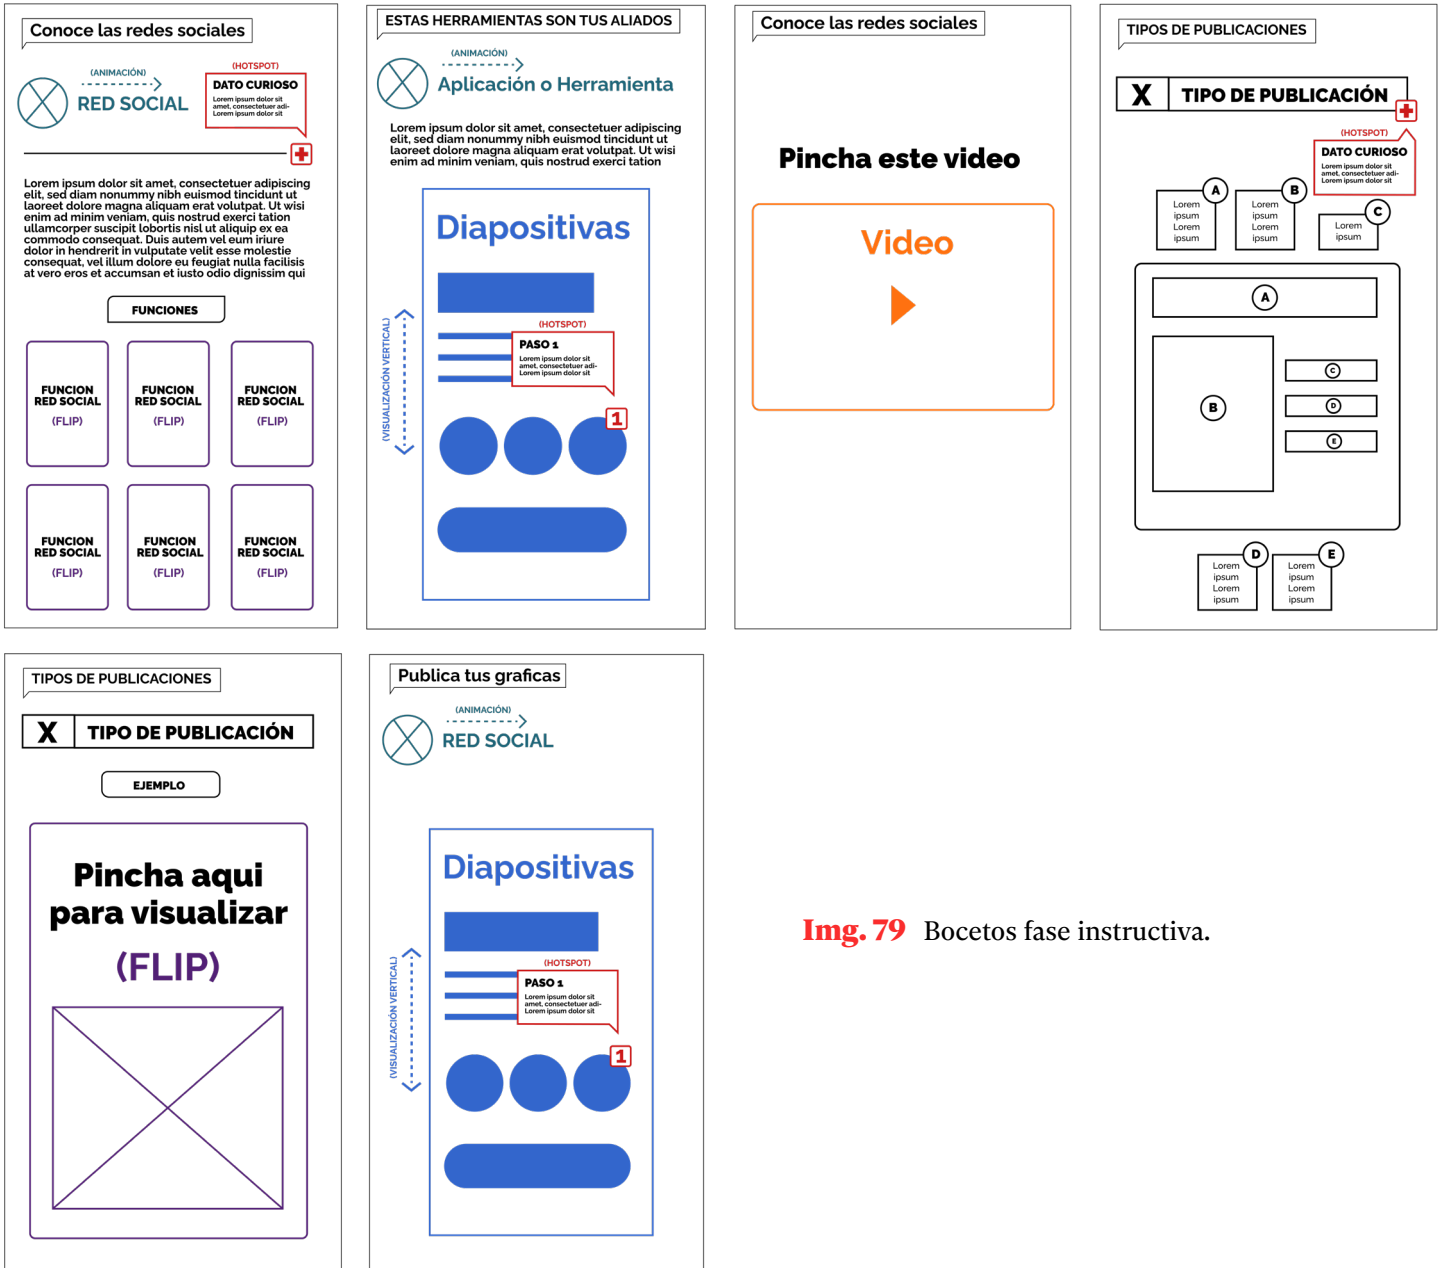 Conoce las redes sociales
(ANIMACIÓN)
RED SOCIAL
(HOTSPOT)
DATO CURIOSO
Lorem ipsum dolor sit
amet, consectetuer adi-
Lorem ipsum dolor sit
Lorem ipsum dolor sit amet, consectetuer adipiscing
elit, sed diam nonummy nibh euismod tincidunt ut
laoreet dolore magna aliquam erat volutpat. Ut wisi
enim ad minim veniam, quis nostrud exerci tation
ullamcorper suscipit lobortis nisl ut aliquip ex ea
commodo consequat. Duis autem vel eum iriure
dolor in hendrerit in vulputate velit esse molestie
consequat, vel illum dolore eu feugiat nulla facilisis
at vero eros et accumsan et iusto odio dignissim qui
FUNCIONES
FUNCION
RED SOCIAL
(FLIP)
FUNCION
RED SOCIAL
(FLIP)
FUNCION
RED SOCIAL
(FLIP)
FUNCION
RED SOCIAL
(FLIP)
FUNCION
RED SOCIAL
(FLIP)
FUNCION
RED SOCIAL
(FLIP)
ESTAS HERRAMIENTAS SON TUS ALIADOS
(ANIMACIÓN)
Aplicación o Herramienta
Lorem ipsum dolor sit amet, consectetuer adipiscing
elit, sed diam nonummy nibh euismod tincidunt ut
laoreet dolore magna aliquam erat volutpat. Ut wisi
enim ad minim veniam, quis nostrud exerci tation
Diapositivas
(VISUALIZACIÓN VERTICAL)
(HOTSPOT)
PASO 1
Lorem ipsum dolor sit
amet, consectetuer adi-
Lorem ipsum dolor sit
1
Conoce las redes sociales
Pincha este video
Video
TIPOS DE PUBLICACIONES
X TIPO DE PUBLICACIÓN
(HOTSPOT)
DATO CURIOSO
Lorem ipsum dolor sit
amet, consectetuer adi-
Lorem ipsum dolor sit
A
Lorem
ipsum
Lorem
ipsum
B
Lorem
ipsum
Lorem
ipsum
C
Lorem
ipsum
A
B
C
D
E
D
Lorem
ipsum
Lorem
ipsum
E
Lorem
ipsum
Lorem
ipsum
TIPOS DE PUBLICACIONES
X TIPO DE PUBLICACIÓN
EJEMPLO
Pincha aqui
para visualizar
(FLIP)
Publica tus graficas
(ANIMACIÓN)
RED SOCIAL
Diapositivas
(VISUALIZACIÓN VERTICAL)
(HOTSPOT)
PASO 1
Lorem ipsum dolor sit
amet, consectetuer adi-
Lorem ipsum dolor sit
1
Img. 79 Bocetos fase instructiva.